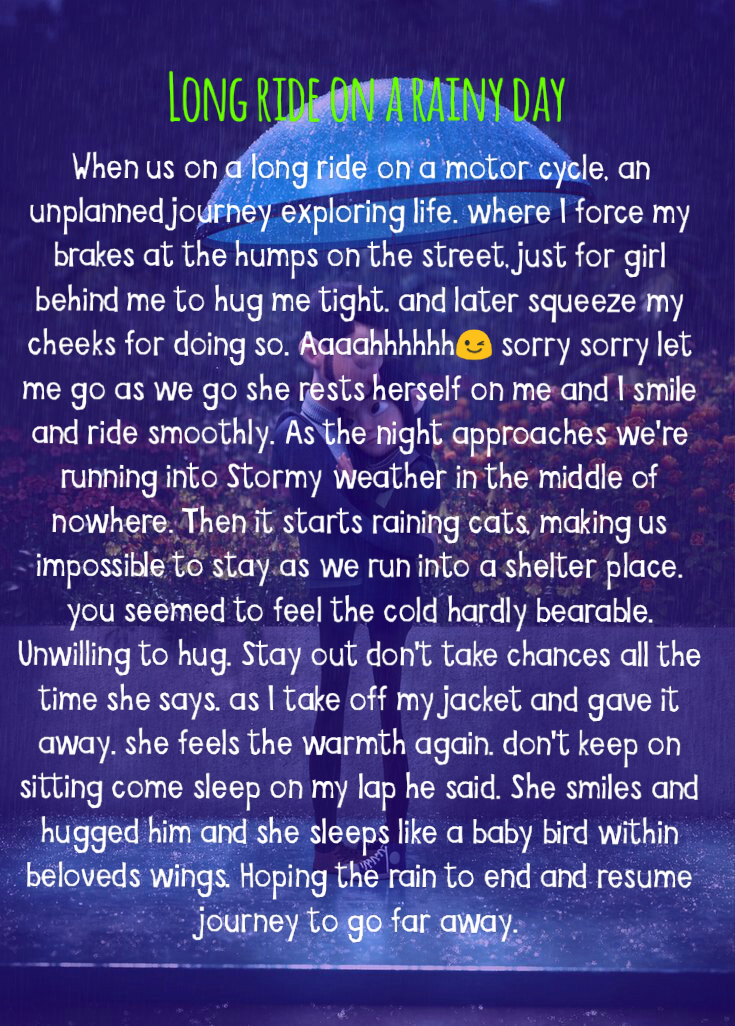 Long ride on a rainy day
When us on a long ride on a motor cycle, an
unplanned journey exploring life. where I force my
brakes at the humps on the street, just for girl
behind me to hug me tight. and later squeeze my
cheeks for doing so. Aaaahhhhhh😉 sorry sorry let
me go as we go she rests herself on me and I smile
and ride smoothly. As the night approaches we're
running into Stormy weather in the middle of
nowhere. Then it starts raining cats, making us
impossible to stay as we run into a shelter place.
you seemed to feel the cold hardly bearable.
Unwilling to hug. Stay out don't take chances all the
time she says. as I take off my jacket and gave it
away. she feels the warmth again. don't keep on
sitting come sleep on my lap he said. She smiles and
hugged him and she sleeps like a baby bird within
beloveds wings. Hoping the rain to end and resume
journey to go far away.